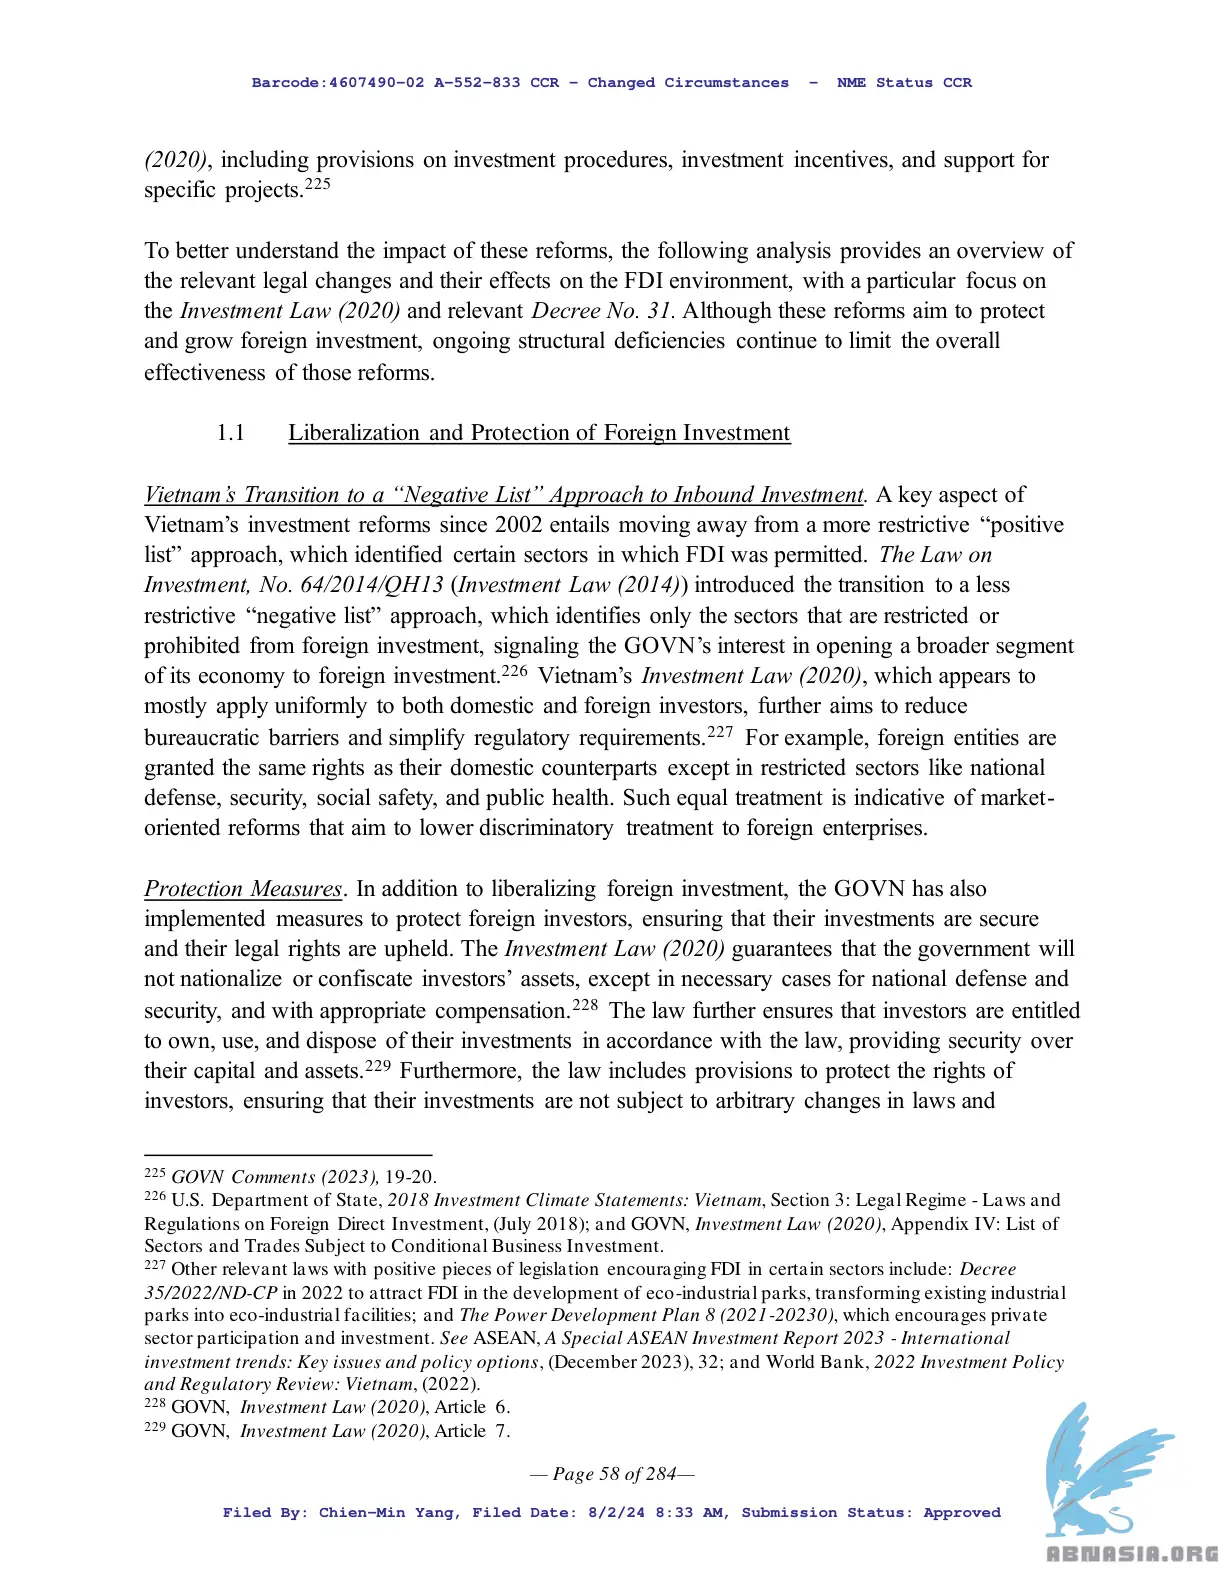 Barcode:4607490-02 A-552-833 CCR - Changed Circumstances - NME Status CCR
(2020), including provisions on investment procedures, investment incentives, and support for
specific projects.225
To better understand the impact of these reforms, the following analysis provides an overview of
the relevant legal changes and their effects on the FDI environment, with a particular focus on
the Investment Law (2020) and relevant Decree No. 31. Although these reforms aim to protect
and grow foreign investment, ongoing structural deficiencies continue to limit the overall
effectiveness of those reforms.
1.1 Liberalization and Protection of Foreign Investment
Vietnam’s Transition to a “Negative List” Approach to Inbound Investment. A key aspect of
Vietnam’s investment reforms since 2002 entails moving away from a more restrictive “positive
list” approach, which identified certain sectors in which FDI was permitted. The Law on
Investment, No. 64/2014/QH13 (Investment Law (2014)) introduced the transition to a less
restrictive “negative list” approach, which identifies only the sectors that are restricted or
prohibited from foreign investment, signaling the GOVN’s interest in opening a broader segment
of its economy to foreign investment.226 Vietnam’s Investment Law (2020), which appears to
mostly apply uniformly to both domestic and foreign investors, further aims to reduce
bureaucratic barriers and simplify regulatory requirements.227 For example, foreign entities are
granted the same rights as their domestic counterparts except in restricted sectors like national
defense, security, social safety, and public health. Such equal treatment is indicative of market-
oriented reforms that aim to lower discriminatory treatment to foreign enterprises.
Protection Measures. In addition to liberalizing foreign investment, the GOVN has also
implemented measures to protect foreign investors, ensuring that their investments are secure
and their legal rights are upheld. The Investment Law (2020) guarantees that the government will
not nationalize or confiscate investors’ assets, except in necessary cases for national defense and
security, and with appropriate compensation.228 The law further ensures that investors are entitled
to own, use, and dispose of their investments in accordance with the law, providing security over
their capital and assets.229 Furthermore, the law includes provisions to protect the rights of
investors, ensuring that their investments are not subject to arbitrary changes in laws and
225 GOVN Comments (2023), 19-20.
226 U.S. Department of State, 2018 Investment Climate Statements: Vietnam, Section 3: Legal Regime - Laws and
Regulations on Foreign Direct Investment, (July 2018); and GOVN, Investment Law (2020), Appendix IV: List of
Sectors and Trades Subject to Conditional Business Investment.
227 Other relevant laws with positive pieces of legislation encouraging FDI in certain sectors include: Decree
35/2022/ND-CP in 2022 to attract FDI in the development of eco-industrial parks, transforming existing industrial
parks into eco-industrial facilities; and The Power Development Plan 8 (2021-20230), which encourages private
sector participation and investment. See ASEAN, A Special ASEAN Investment Report 2023 - International
investment trends: Key issues and policy options, (December 2023), 32; and World Bank, 2022 Investment Policy
and Regulatory Review: Vietnam, (2022).
228 GOVN, Investment Law (2020), Article 6.
229 GOVN, Investment Law (2020), Article 7.
— Page 58 of 284—
Filed By: Chien-Min Yang, Filed Date: 8/2/24 8:33 AM, Submission Status: Approved
ABNASIA.ORG